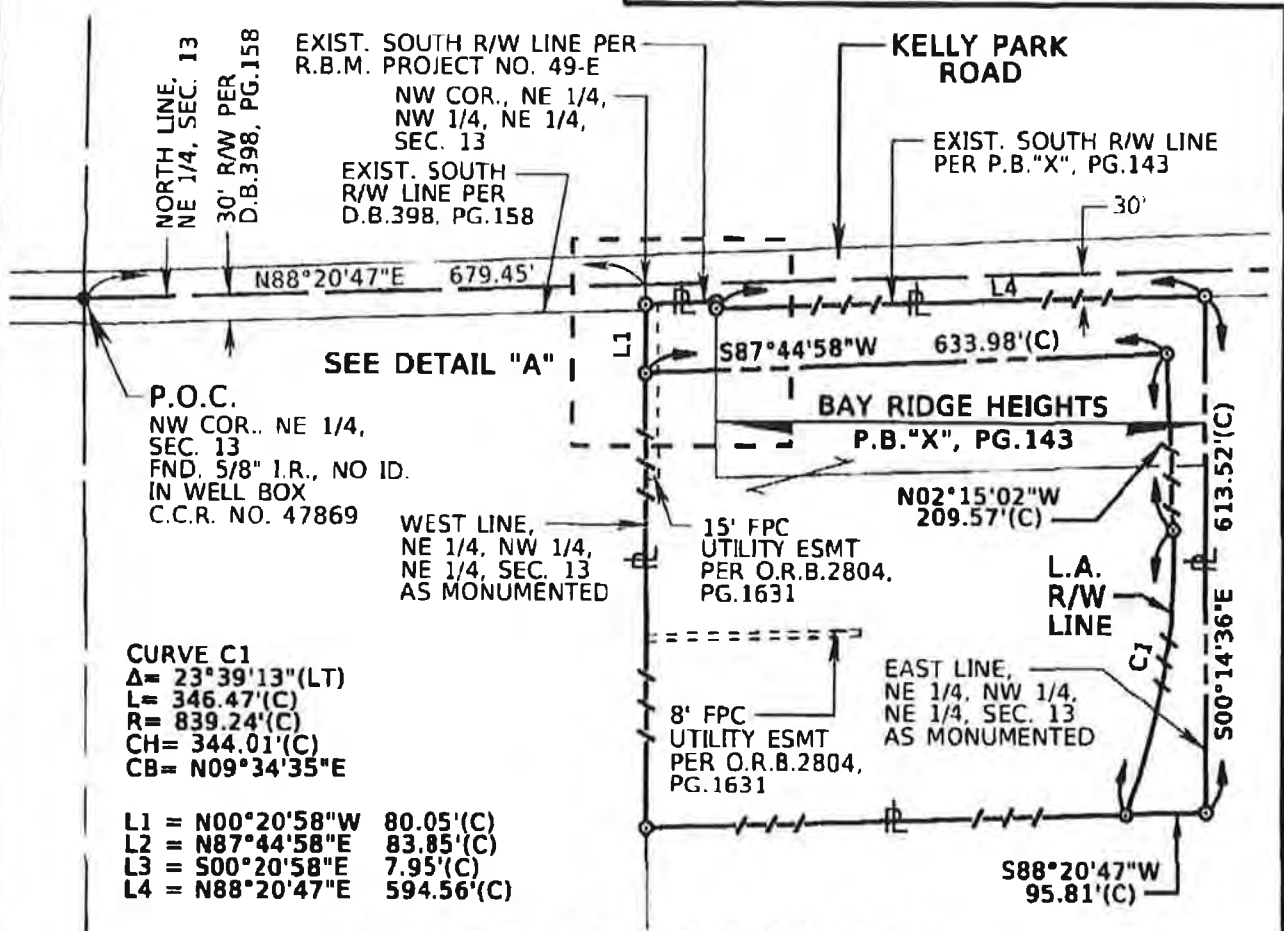 NORTH LINE,
NE 1/4, SEC. 13
30' R/W PER
D.B.398, PG.158
EXIST. SOUTH R/W LINE PER
R.B.M. PROJECT NO. 49-E
NW COR., NE 1/4,
NW 1/4, NE 1/4,
SEC. 13
EXIST. SOUTH
R/W LINE PER
D.B.398, PG.158
KELLY PARK
ROAD
EXIST. SOUTH R/W LINE
PER P.B."X", PG.143
30'
N88°20'47"E 679.45'
L4
L1
SEE DETAIL "A"
S87°44'58"W 633.98'(C)
P.O.C.
NW COR., NE 1/4,
SEC. 13
FND. 5/8" I.R., NO ID.
IN WELL BOX
C.C.R. NO. 47869
BAY RIDGE HEIGHTS
P.B."X", PG.143
N02°15'02"W
209.57'(C)
S00°14'36"E 613.52'(C)
WEST LINE,
NE 1/4, NW 1/4,
NE 1/4, SEC. 13
AS MONUMENTED
15' FPC
UTILITY ESMT
PER O.R.B.2804,
PG.1631
L.A.
R/W
LINE
C1
EAST LINE,
NE 1/4, NW 1/4,
NE 1/4, SEC. 13
AS MONUMENTED
8' FPC
UTILITY ESMT
PER O.R.B.2804,
PG.1631
CURVE C1
Δ= 23°39'13"(LT)
L= 346.47'(C)
R= 839.24'(C)
CH= 344.01'(C)
CB= N09°34'35"E
L1 = N00°20'58"W 80.05'(C)
L2 = N87°44'58"E 83.85'(C)
L3 = S00°20'58"E 7.95'(C)
L4 = N88°20'47"E 594.56'(C)
S88°20'47"W
95.81'(C)